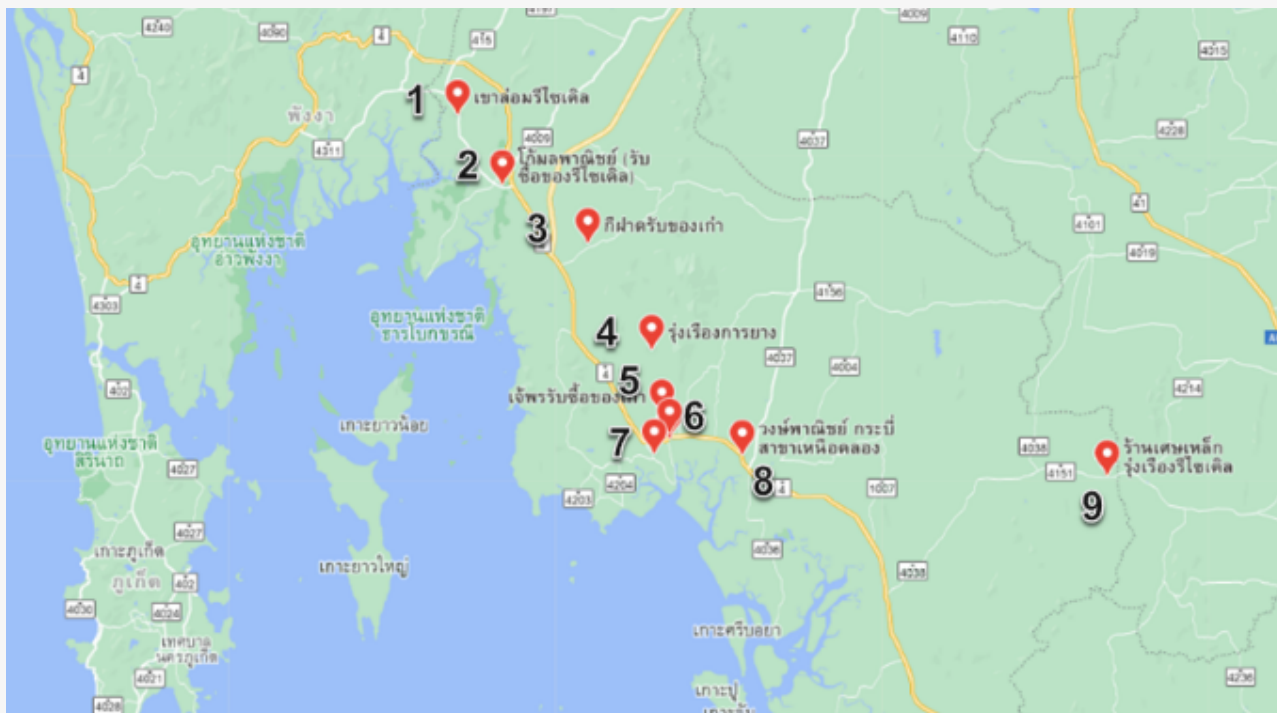 4197
4009
4240
4090
4
415
4110
4015
4
1
เขาล่อมรีไซเคิล
พังงา
4037
4228
4311
4009
2
โก้มลพาณิชย์ (รับ
ซื้อของรีไซเคิล)
41
3
กีฝาดรับของเก่า
4101
อุทยานแห่งชาติ
อ่าวพังงา
4019
4
4303
4156
อุทยานแห่งชาติ
ธารโบกขรณี
4
รุ่งเรืองการยาง
4037
4004
4
402
5
เจ๊พรรับซื้อของเก่า
4214
6
เกาะยาวน้อย
7
วงษ์พาณิชย์ กระบี่
สาขาเหนือคลอง
4038
ร้านเศษเหล็ก
รุ่งเรืองรีไซเคิล
อุทยานแห่งชาติ
สิรินาถ
4027
4151
4204
8
4
1007
4203
9
4027
เกาะภูเก็ต
เกาะยาวใหญ่
4036
ภูเก็ต
402
4038
4030
4024
เกาะศรีบอยา
เทศบาล
นครภูเก็ต
4021
4236
เกาะปู
4028